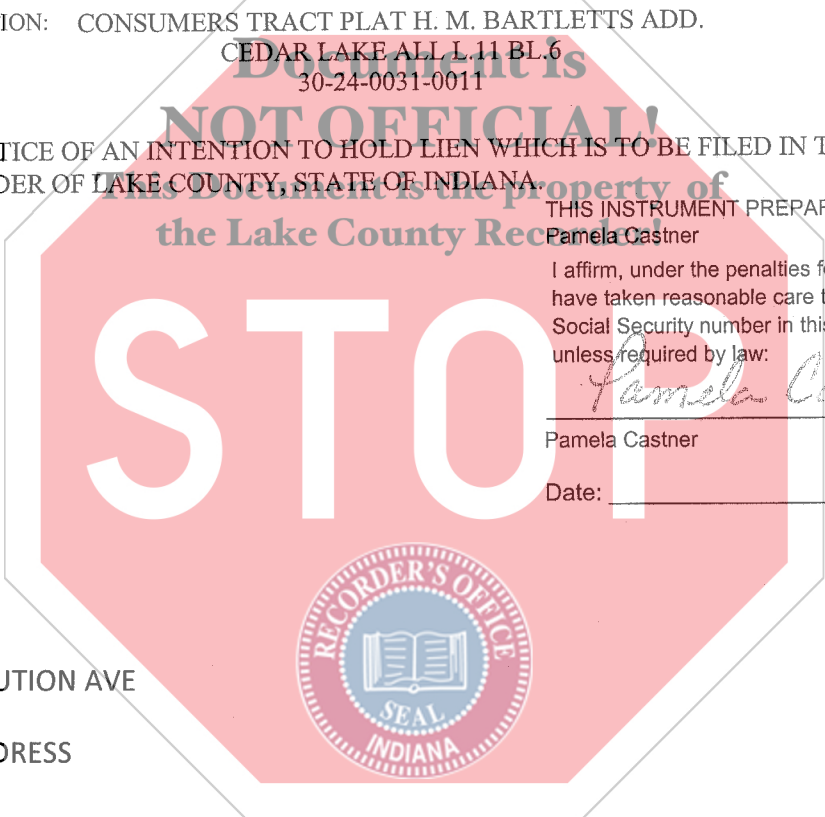 ION: CONSUMERS TRACT PLAT H. M. BARTLETTS ADD.
CEDAR LAKE ALL L.11 BL.6
30-24-0031-0011
Document is
NOT OFFICIAL!
This Document is the property of
the Lake County Recorder!
TICE OF AN INTENTION TO HOLD LIEN WHICH IS TO BE FILED IN T
DER OF LAKE COUNTY, STATE OF INDIANA.
THIS INSTRUMENT PREPAR
Pamela Castner
I affirm, under the penalties f
have taken reasonable care t
Social Security number in this
unless required by law:
Pamela Ca
Pamela Castner
Date:
STOP
RECORDER'S OFFICE
SEAL
INDIANA
UTION AVE
DRESS